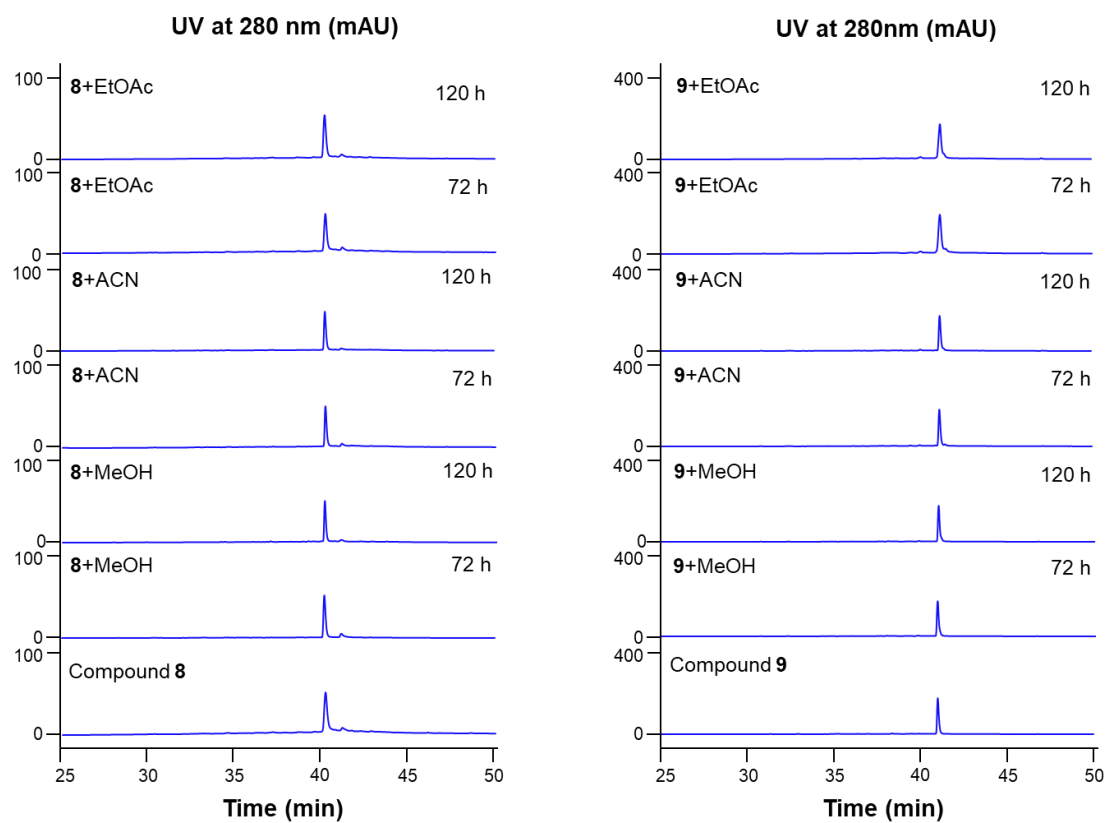 UV at 280 nm (mAU)
100
8+EtOAc
120 h
0
100
8+EtOAc
72 h
0
100
8+ACN
120 h
0
100
8+ACN
72 h
0
100
8+MeOH
120 h
0
100
8+MeOH
72 h
0
100
Compound 8
0
25 30 35 40 45 50
Time (min)
UV at 280nm (mAU)
400
9+EtOAc
120 h
0
400
9+EtOAc
72 h
0
400
9+ACN
120 h
0
400
9+ACN
72 h
0
400
9+MeOH
120 h
0
400
9+MeOH
72 h
0
400
Compound 9
0
25 30 35 40 45 50
Time (min)